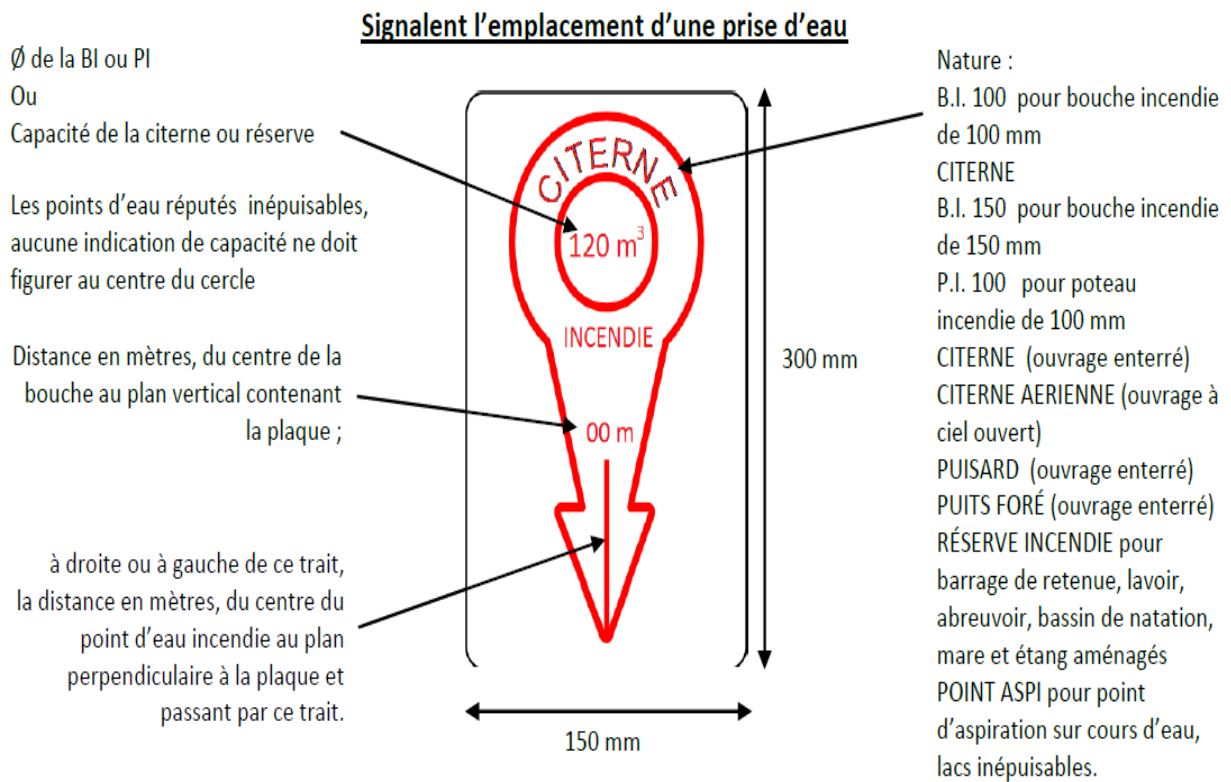 Signalent l’emplacement d’une prise d’eau
Ø de la BI ou PI
Ou
Capacité de la citerne ou réserve
Les points d’eau réputés inépuisables,
aucune indication de capacité ne doit
figurer au centre du cercle
Distance en mètres, du centre de la
bouche au plan vertical contenant
la plaque ;
à droite ou à gauche de ce trait,
la distance en mètres, du centre du
point d’eau incendie au plan
perpendiculaire à la plaque et
passant par ce trait.
CITERNE
120 m³
INCENDIE
00 m
300 mm
150 mm
Nature :
B.I. 100 pour bouche incendie
de 100 mm
CITERNE
B.I. 150 pour bouche incendie
de 150 mm
P.I. 100 pour poteau
incendie de 100 mm
CITERNE (ouvrage enterré)
CITERNE AERIENNE (ouvrage à
ciel ouvert)
PUISARD (ouvrage enterré)
PUITS FORÉ (ouvrage enterré)
RÉSERVE INCENDIE pour
barrage de retenue, lavoir,
abreuvoir, bassin de natation,
mare et étang aménagés
POINT ASPI pour point
d’aspiration sur cours d’eau,
lacs inépuisables.